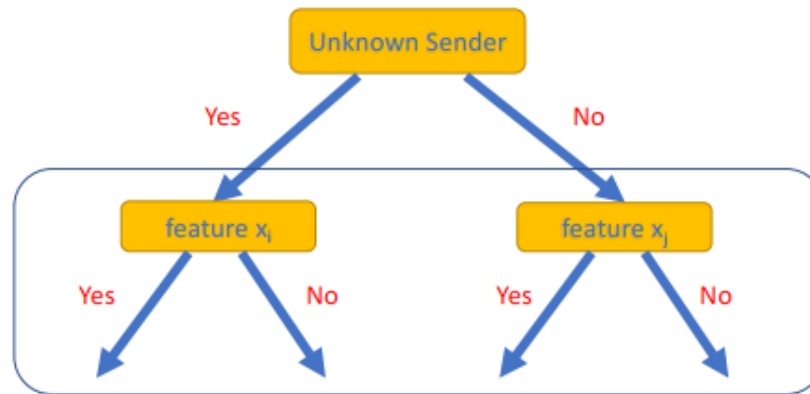 Unknown Sender
Yes No
feature xᵢ feature xⱼ
Yes No Yes No